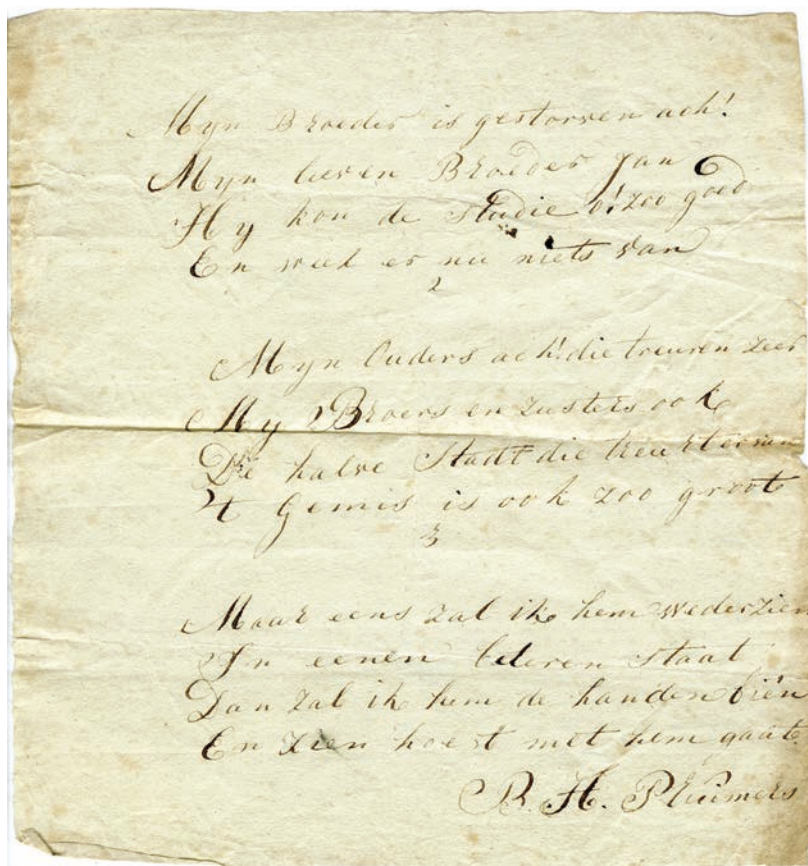 Myn Broeder is gestorven ach!
Myn lieven Broeder Jan
Hy kon de Studie o! zoo goed
En weet er nu niets van
2
Myn Ouders ach! die treuren zeer
My Broers en zusters ook
De halve Stadt die treurt ervan
't Gemis is ook zoo groot
3
Maar eens zal ik hem wederzien
In eenen beteren Staat
Dan zal ik hem de handen biên
En zien hoe 't met hem gaat.
B. H. Pluimers